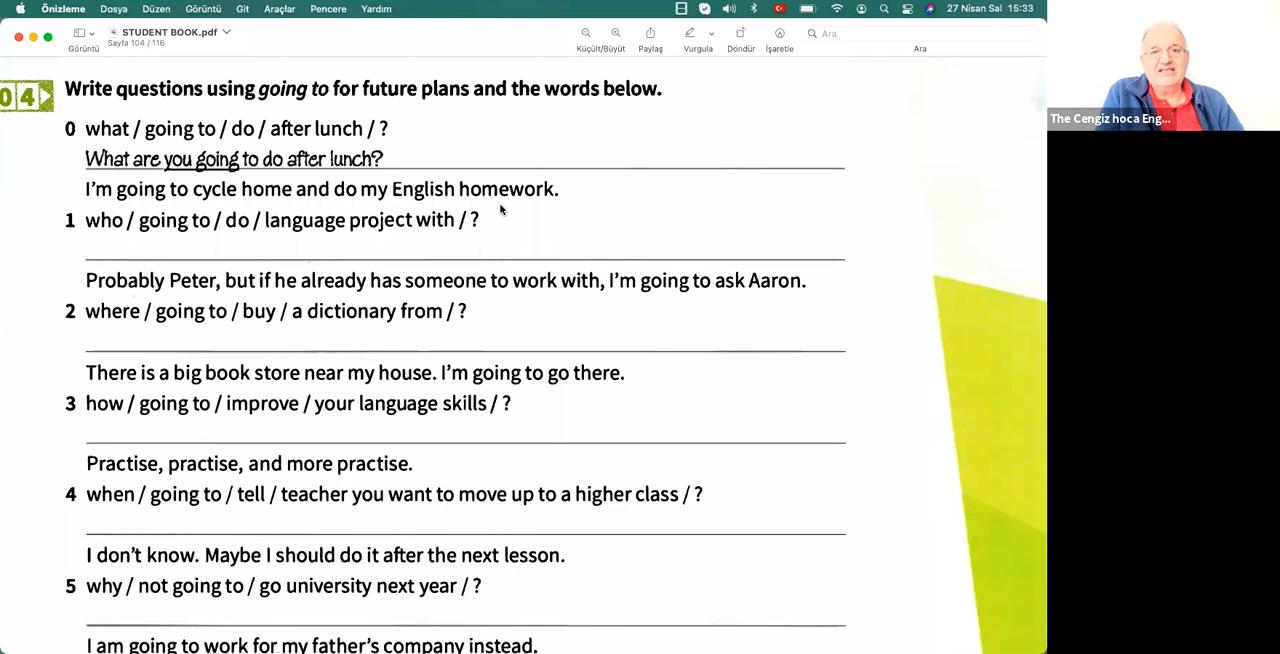 Önizleme Dosya Düzen Görüntü Git Araçlar Pencere Yardım 27 Nisan Sal 15:33
STUDENT BOOK.pdf
Sayfa 104 / 116
Görüntü Küçült/Büyüt Paylaş Vurgula Döndür İşaretle Ara
Ara
04 Write questions using going to for future plans and the words below.
0 what / going to / do / after lunch / ?
What are you going to do after lunch?
I'm going to cycle home and do my English homework.
1 who / going to / do / language project with / ?
Probably Peter, but if he already has someone to work with, I'm going to ask Aaron.
2 where / going to / buy / a dictionary from / ?
There is a big book store near my house. I'm going to go there.
3 how / going to / improve / your language skills / ?
Practise, practise, and more practise.
4 when / going to / tell / teacher you want to move up to a higher class / ?
I don't know. Maybe I should do it after the next lesson.
5 why / not going to / go university next year / ?
I am going to work for my father's company instead.
The Cengiz hoca Eng...